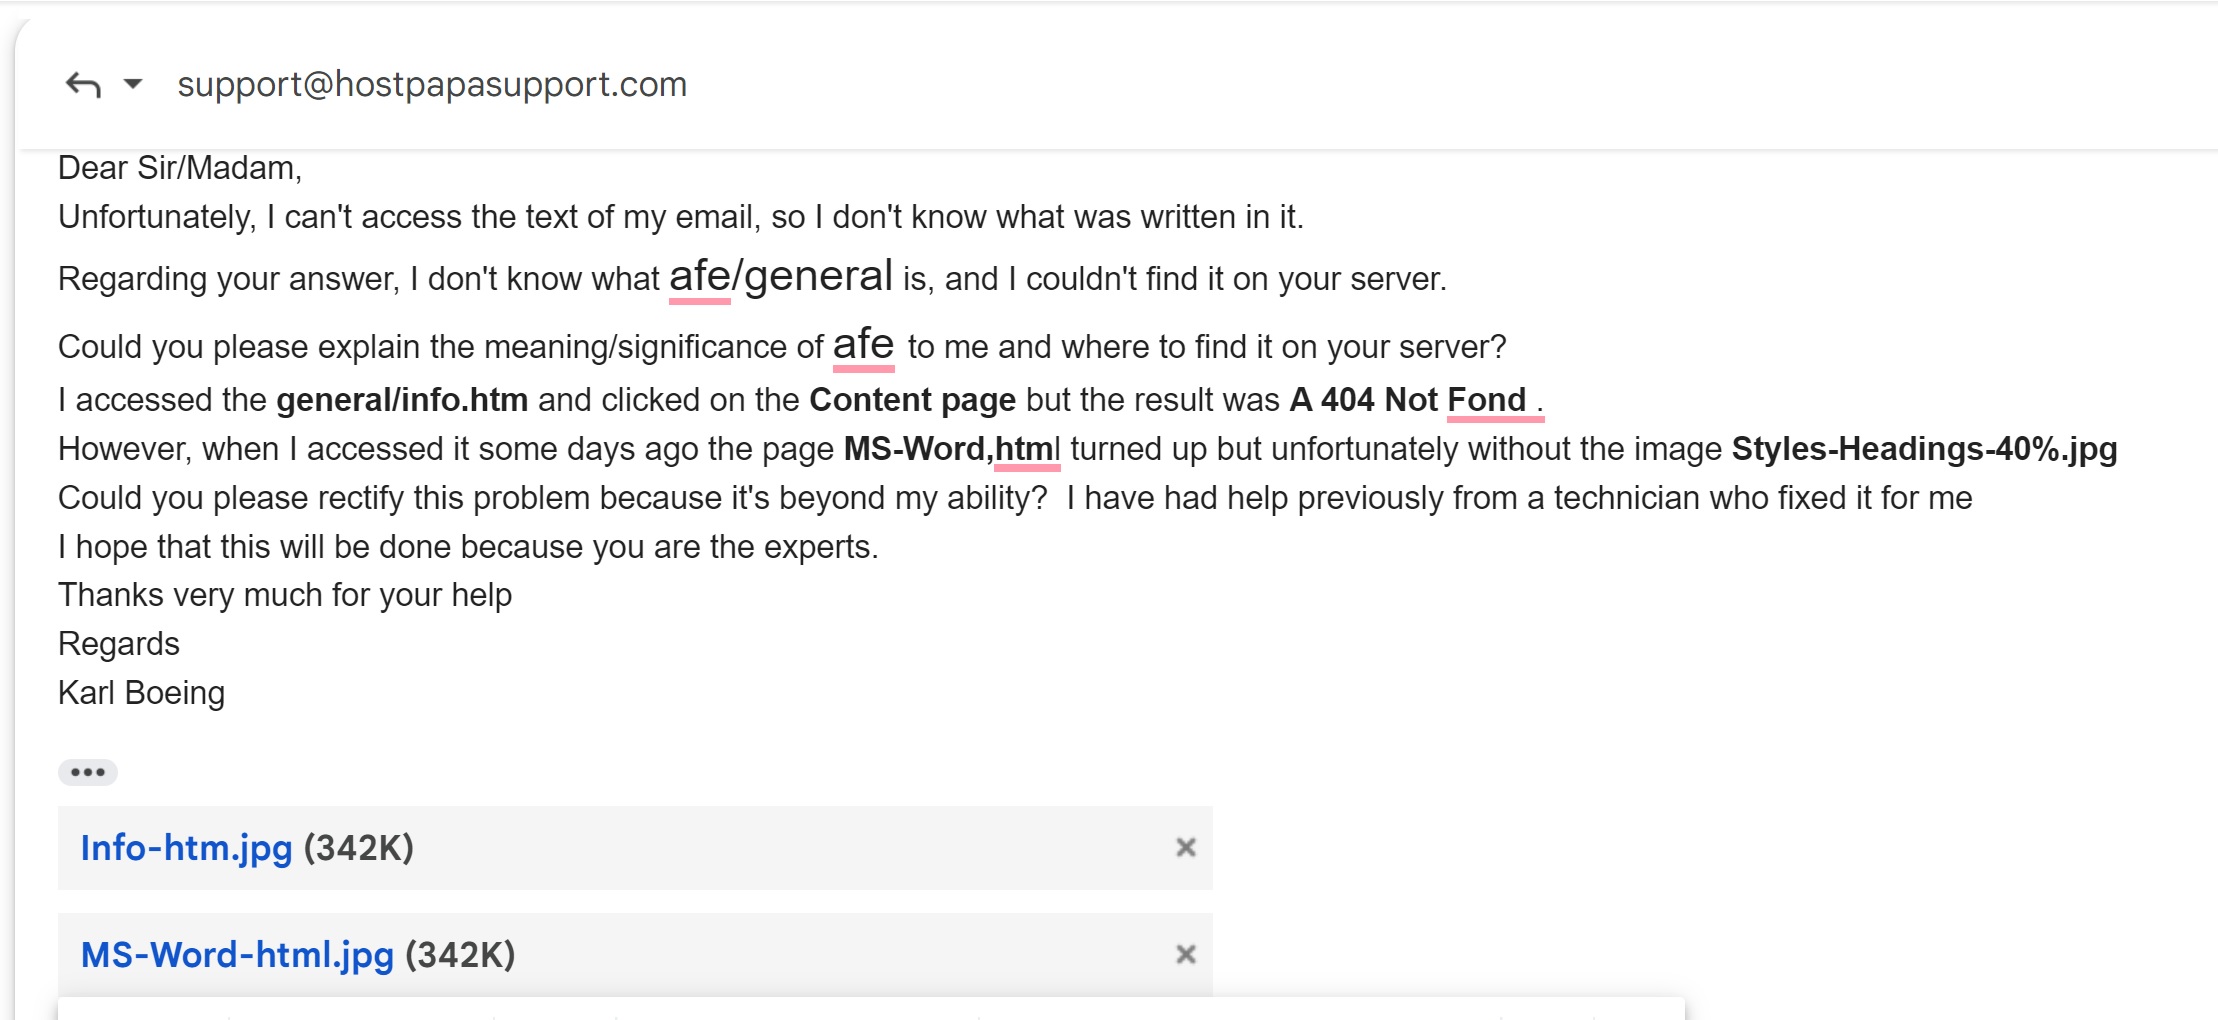 support@hostpapasupport.com
Dear Sir/Madam,
Unfortunately, I can't access the text of my email, so I don't know what was written in it.
Regarding your answer, I don't know what afe/general is, and I couldn't find it on your server.
Could you please explain the meaning/significance of afe to me and where to find it on your server?
I accessed the general/info.htm and clicked on the Content page but the result was A 404 Not Fond .
However, when I accessed it some days ago the page MS-Word,html turned up but unfortunately without the image Styles-Headings-40%.jpg
Could you please rectify this problem because it's beyond my ability?  I have had help previously from a technician who fixed it for me
I hope that this will be done because you are the experts.
Thanks very much for your help
Regards
Karl Boeing
Info-htm.jpg (342K)
MS-Word-html.jpg (342K)